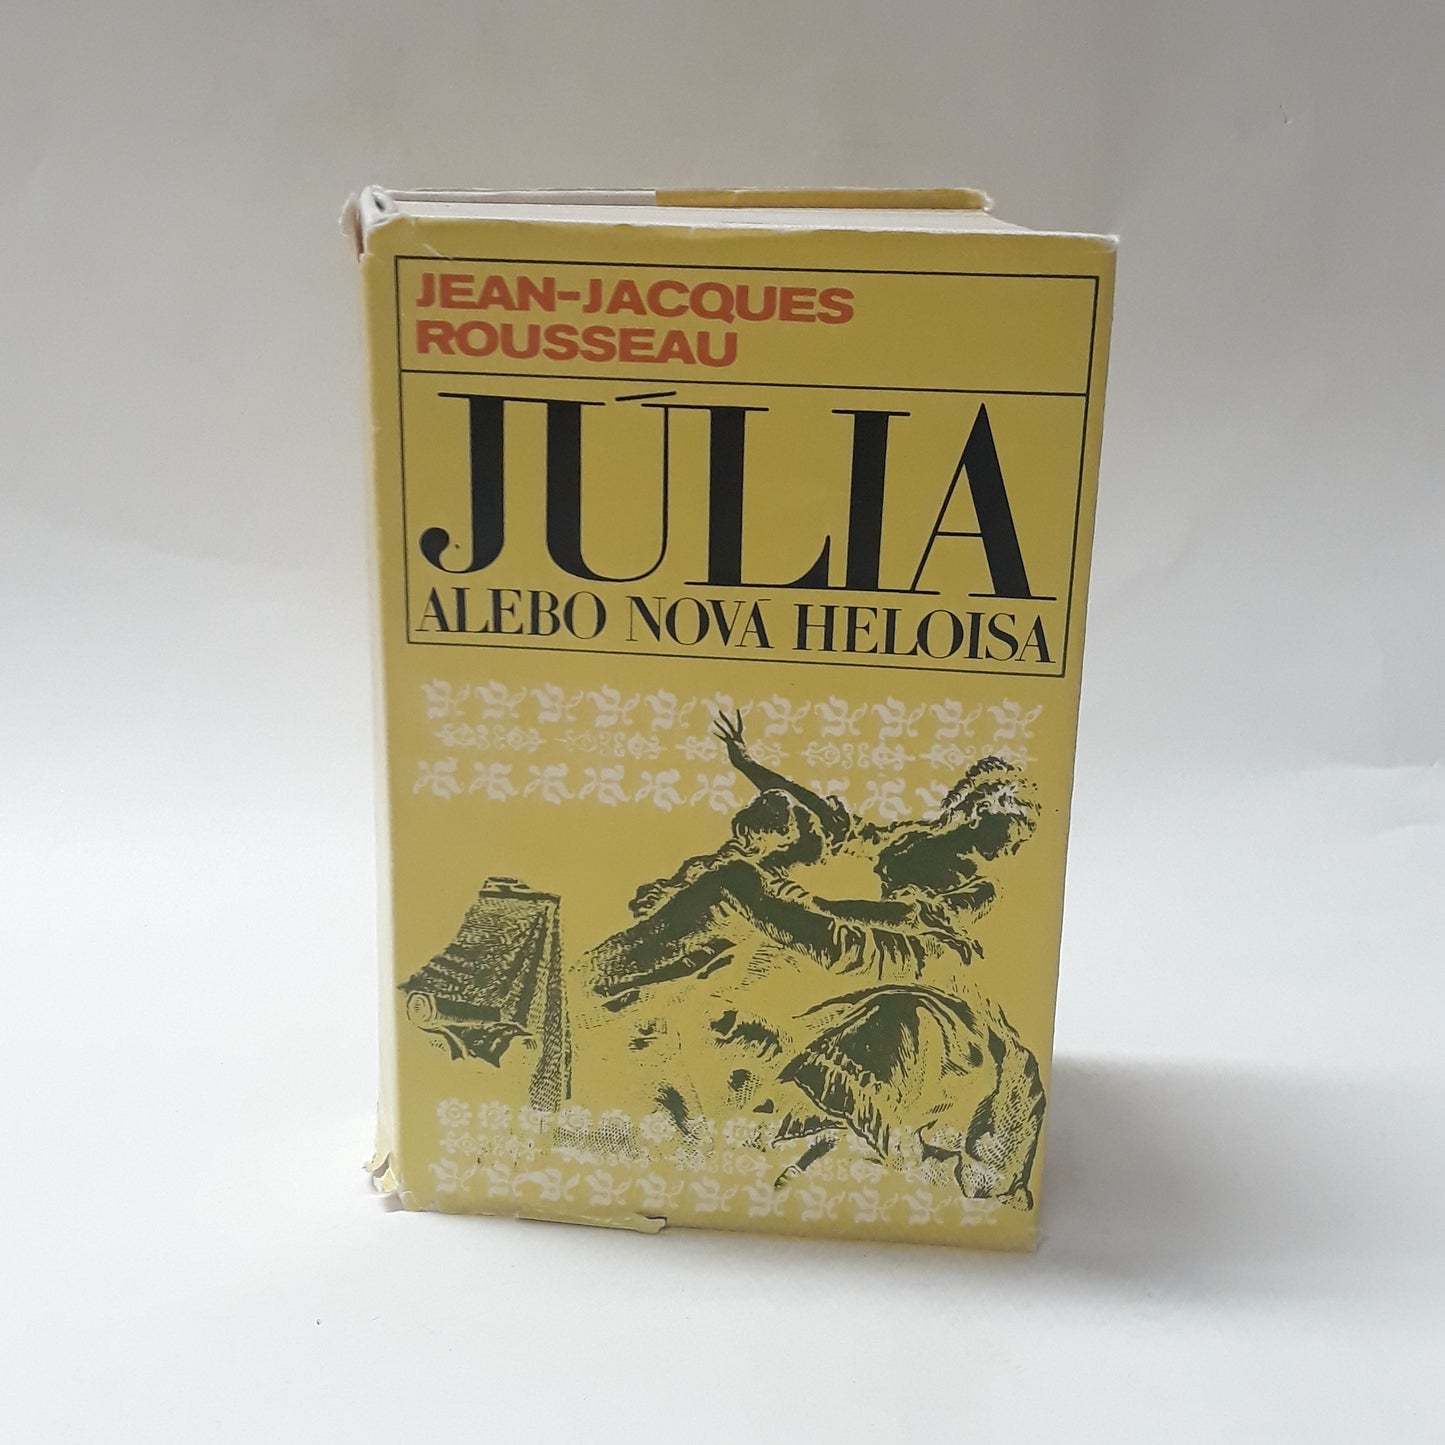 JEAN-JACQUES
ROUSSEAU
JÚLIA
ALEBO NOVÁ HELOISA